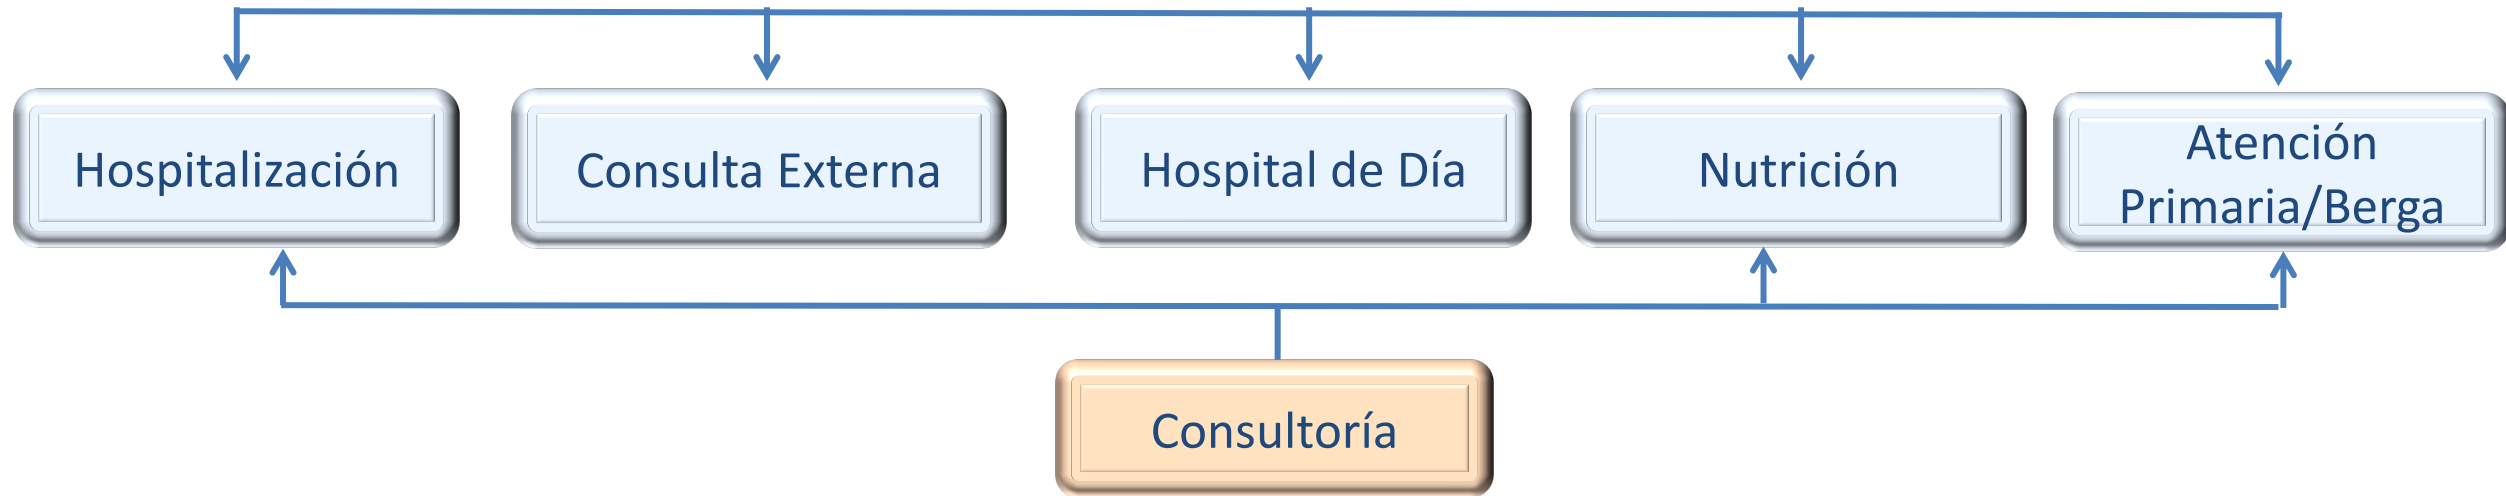 Hospitalización
Consulta Externa
Hospital de Día
Nutrición
Atención
Primaria/Berga
Consultoría